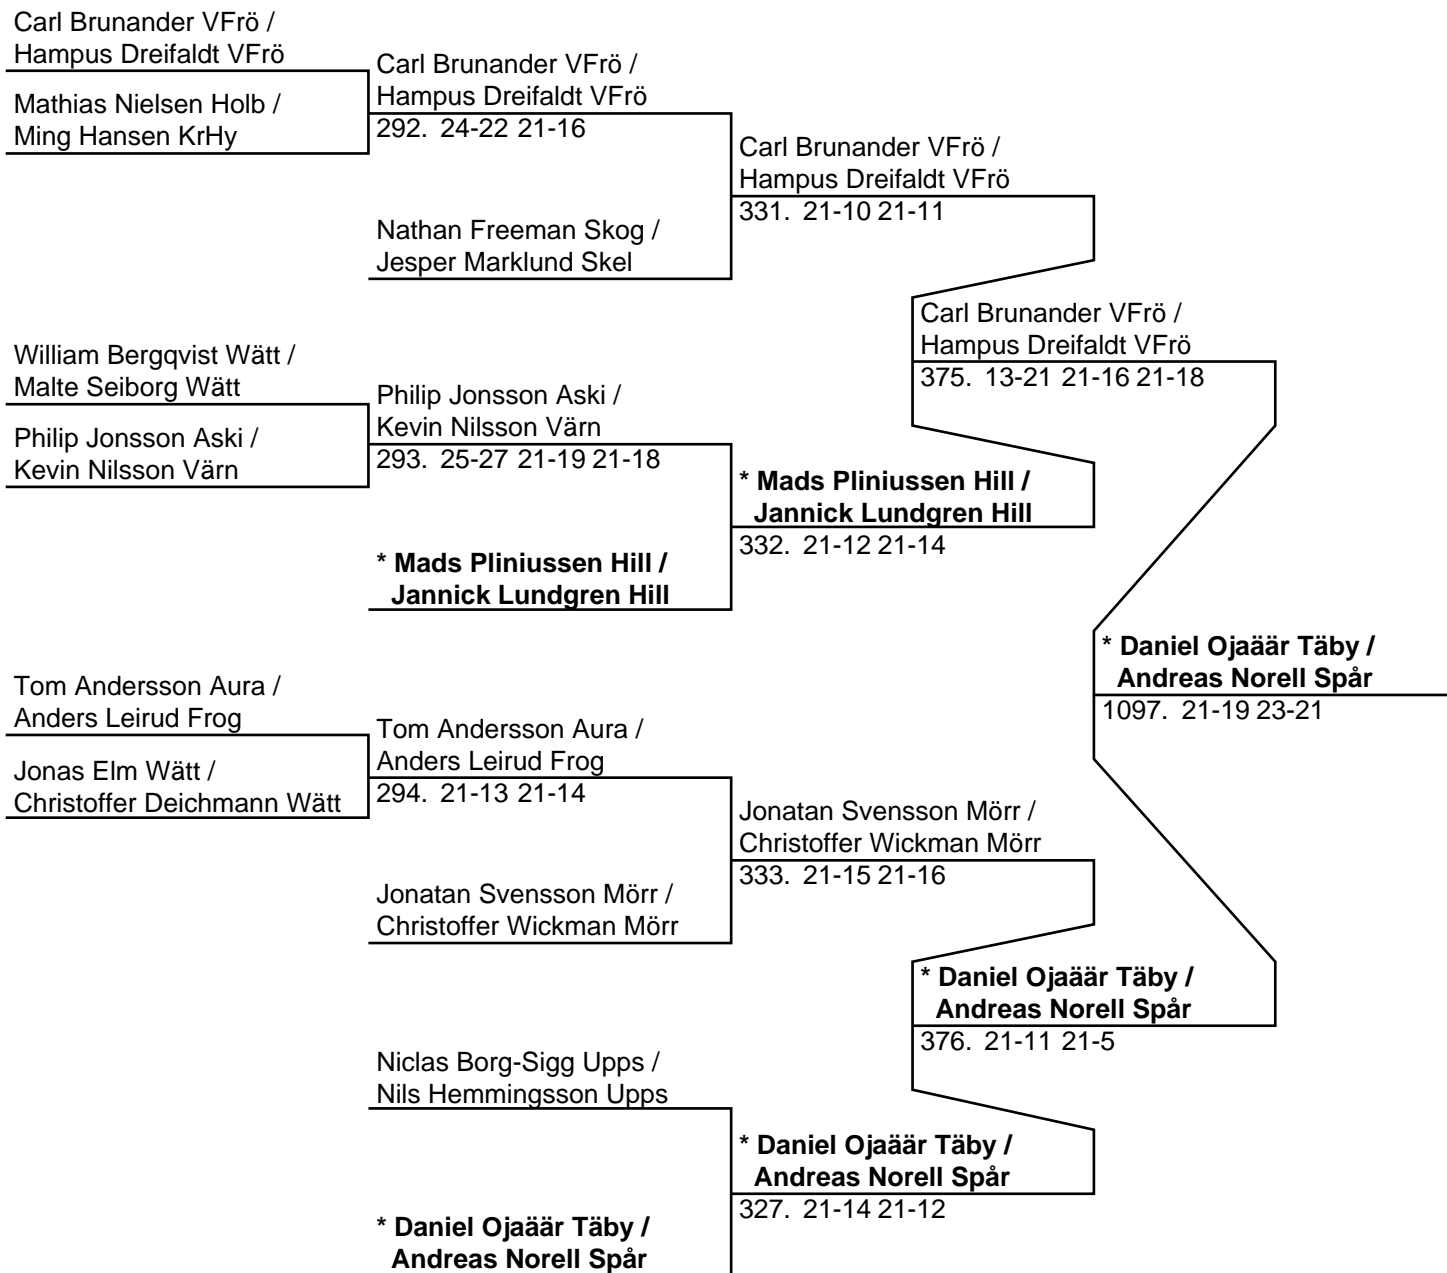 Carl Brunander VFrö /
Hampus Dreifaldt VFrö
Mathias Nielsen Holb /
Ming Hansen KrHy
William Bergqvist Wätt /
Malte Seiborg Wätt
Philip Jonsson Aski /
Kevin Nilsson Värn
Tom Andersson Aura /
Anders Leirud Frog
Jonas Elm Wätt /
Christoffer Deichmann Wätt
Carl Brunander VFrö /
Hampus Dreifaldt VFrö
292. 24-22 21-16
Nathan Freeman Skog /
Jesper Marklund Skel
Philip Jonsson Aski /
Kevin Nilsson Värn
293. 25-27 21-19 21-18
* Mads Pliniussen Hill /
Jannick Lundgren Hill
Tom Andersson Aura /
Anders Leirud Frog
294. 21-13 21-14
Jonatan Svensson Mörr /
Christoffer Wickman Mörr
Niclas Borg-Sigg Upps /
Nils Hemmingsson Upps
* Daniel Ojaäär Täby /
Andreas Norell Spår
Carl Brunander VFrö /
Hampus Dreifaldt VFrö
331. 21-10 21-11
* Mads Pliniussen Hill /
Jannick Lundgren Hill
332. 21-12 21-14
Jonatan Svensson Mörr /
Christoffer Wickman Mörr
333. 21-15 21-16
* Daniel Ojaäär Täby /
Andreas Norell Spår
327. 21-14 21-12
Carl Brunander VFrö /
Hampus Dreifaldt VFrö
375. 13-21 21-16 21-18
* Daniel Ojaäär Täby /
Andreas Norell Spår
376. 21-11 21-5
* Daniel Ojaäär Täby /
Andreas Norell Spår
1097. 21-19 23-21